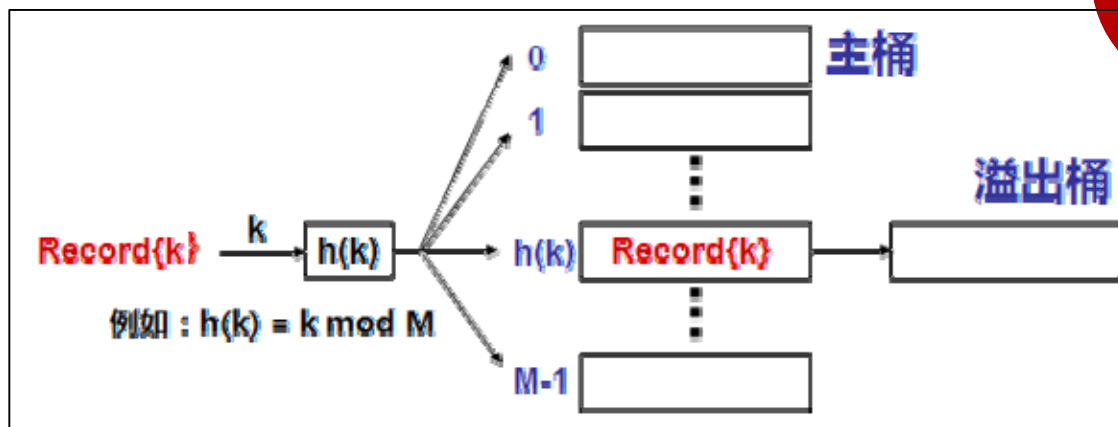 0
主桶
1
溢出桶
Record{k}
k
h(k)
h(k)
Record{k}
例如：h(k) = k mod M
M-1